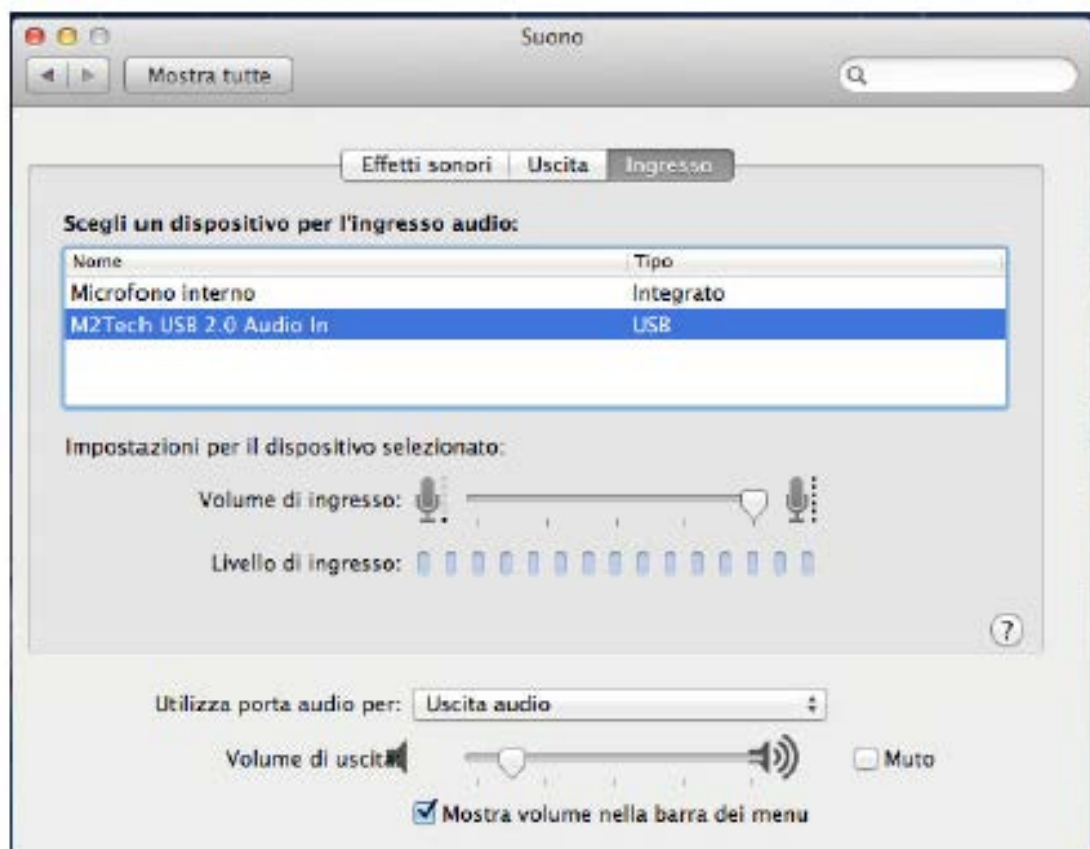 Suono
Mostra tutte
Effetti sonori Uscita Ingresso
Scegli un dispositivo per l'ingresso audio:
Nome Tipo
Microfono interno Integrato
M2Tech USB 2.0 Audio In USB
Impostazioni per il dispositivo selezionato:
Volume di ingresso:
Livello di ingresso:
?
Utilizza porta audio per: Uscita audio
Volume di uscita Muto
Mostra volume nella barra dei menu